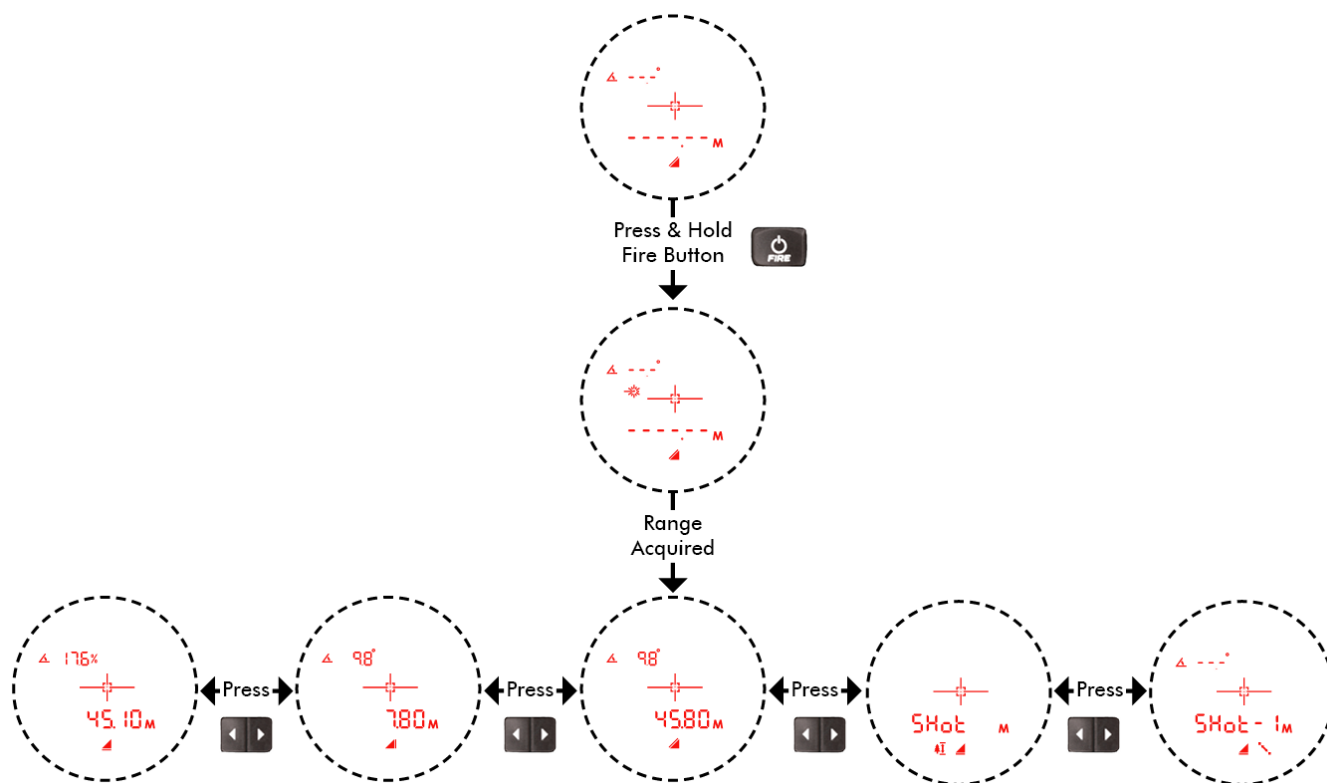 ---°
------.M
Press & Hold
Fire Button
FIRE
---°
------.M
Range
Acquired
17.6%
45.10M
Press
9.8°
7.80M
Press
9.8°
45.80M
Press
SHot M
Press
---°
SHot-1M